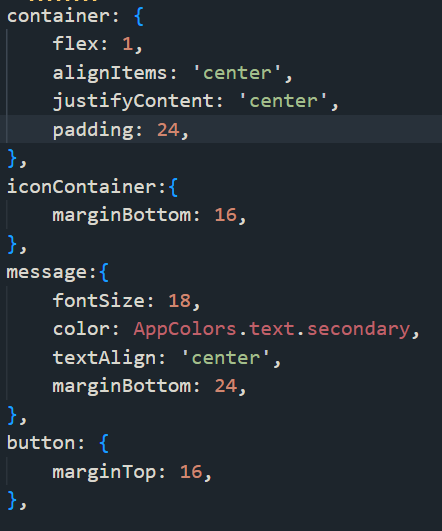 container: {
    flex: 1,
    alignItems: 'center',
    justifyContent: 'center',
    padding: 24,
},
iconContainer:{
    marginBottom: 16,
},
message:{
    fontSize: 18,
    color: AppColors.text.secondary,
    textAlign: 'center',
    marginBottom: 24,
},
button: {
    marginTop: 16,
},